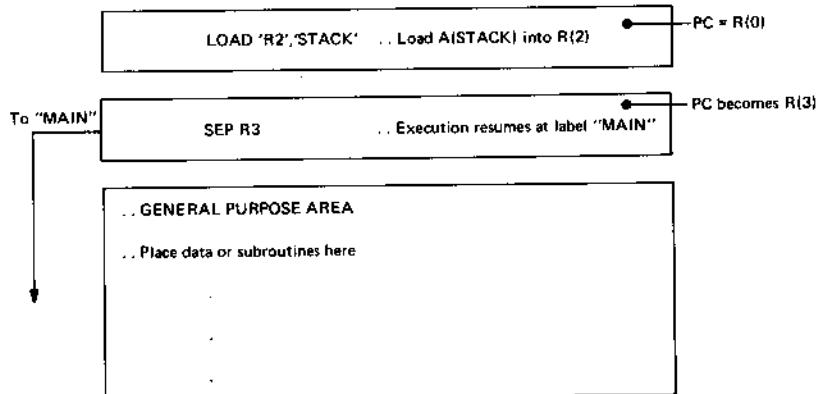 LOAD 'R2','STACK' .. Load A(STACK) into R(2)
PC = R(0)
To "MAIN"
SEP R3 .. Execution resumes at label "MAIN"
PC becomes R(3)
.. GENERAL PURPOSE AREA
.. Place data or subroutines here
.
.
.